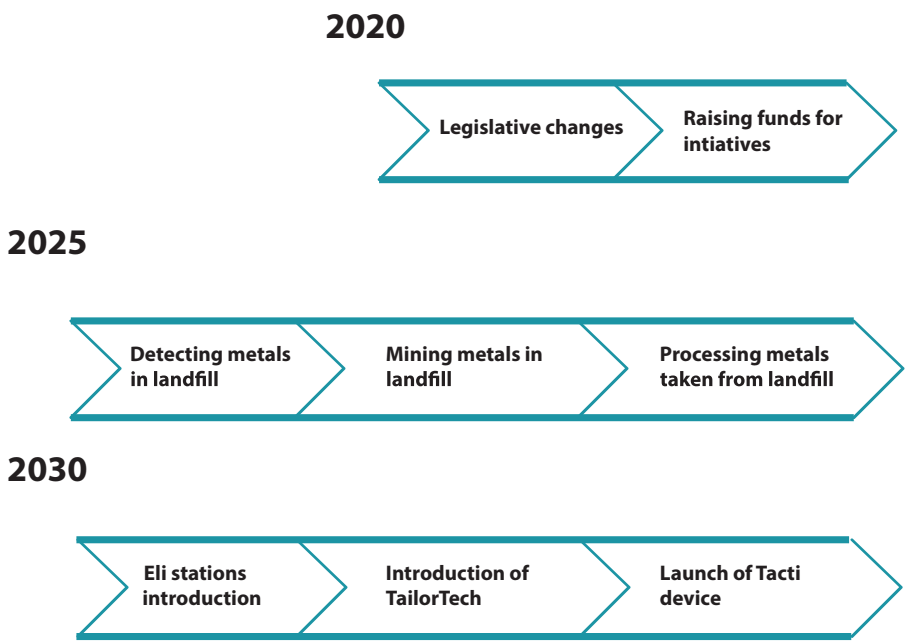 2020
Legislative changes
Raising funds for
intiatives
2025
Detecting metals
in landfill
Mining metals in
landfill
Processing metals
taken from landfill
2030
Eli stations
introduction
Introduction of
TailorTech
Launch of Tacti
device